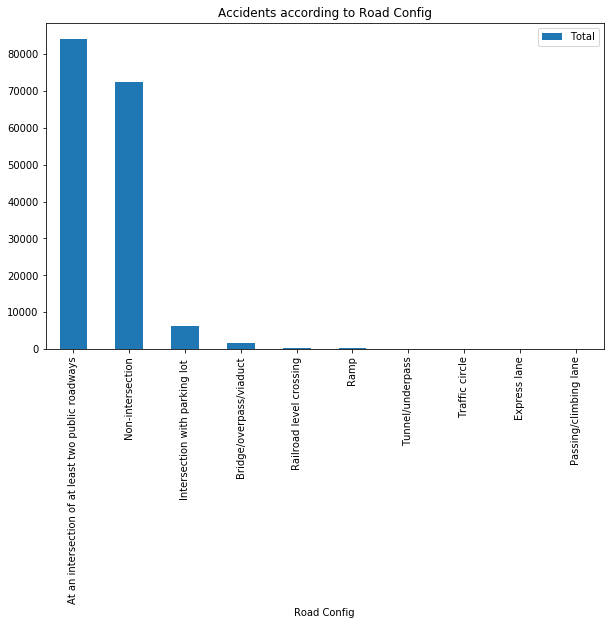 Accidents according to Road Config
Total
80000
70000
60000
50000
40000
30000
20000
10000
0
At an intersection of at least two public roadways
Non-intersection
Intersection with parking lot
Bridge/overpass/viaduct
Railroad level crossing
Ramp
Tunnel/underpass
Traffic circle
Express lane
Passing/climbing lane
Road Config